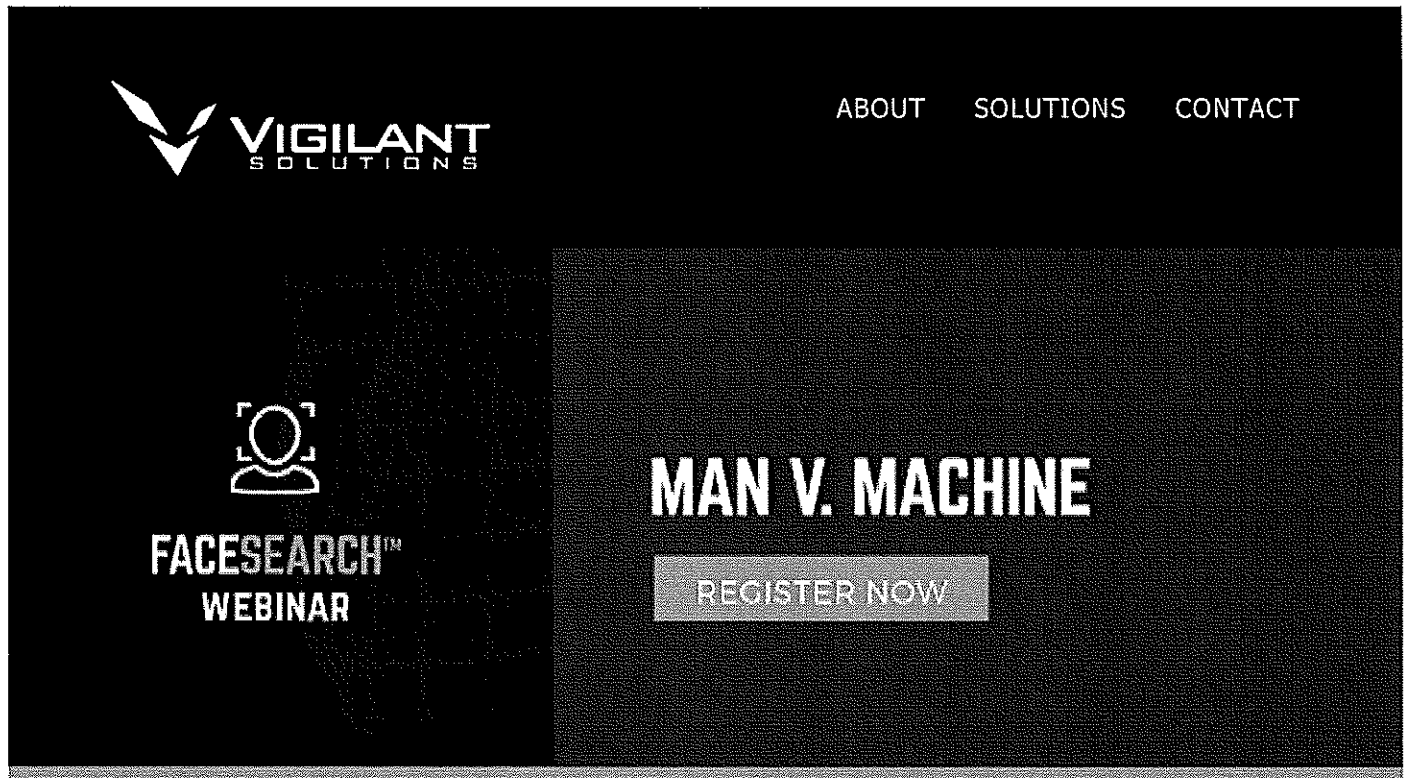 VIGILANT
SOLUTIONS
ABOUT SOLUTIONS CONTACT
MAN V. MACHINE
FACESEARCH™
WEBINAR
REGISTER NOW